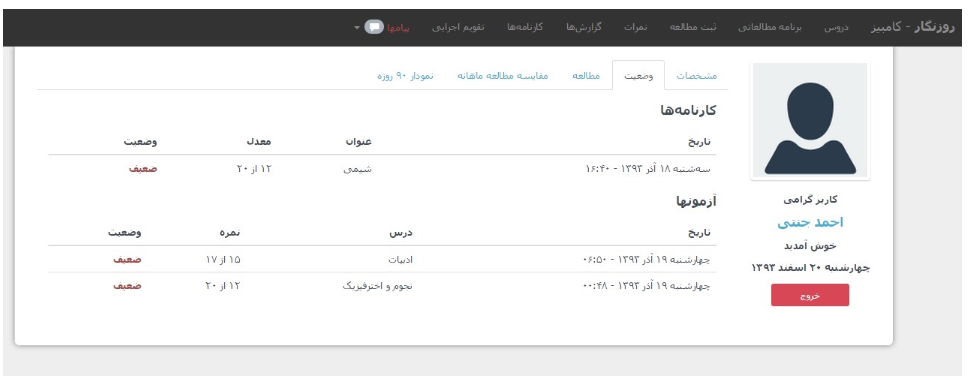 روزنگار - کامبیز دروس برنامه مطالعاتی ثبت مطالعه نمرات گزارش‌ها کارنامه‌ها تقویم اجرایی پیامها
مشخصات وضعیت مطالعه مقایسه مطالعه ماهانه نمودار ۹۰ روزه
کارنامه‌ها
تاریخ عنوان معدل وضعیت
سه‌شنبه ۱۸ آذر ۱۳۹۳ - ۱۶:۴۰ شیمی ۱۲ از ۲۰ ضعیف
آزمونها
تاریخ درس نمره وضعیت
چهارشنبه ۱۹ آذر ۱۳۹۳ - ۰۶:۵۰ ادبیات ۱۵ از ۱۷ ضعیف
چهارشنبه ۱۹ آذر ۱۳۹۳ - ۰۰:۴۸ نجوم و اخترفیزیک ۱۲ از ۲۰ ضعیف
کاربر گرامی
احمد جنتی
خوش آمدید
چهارشنبه ۲۰ اسفند ۱۳۹۳
خروج